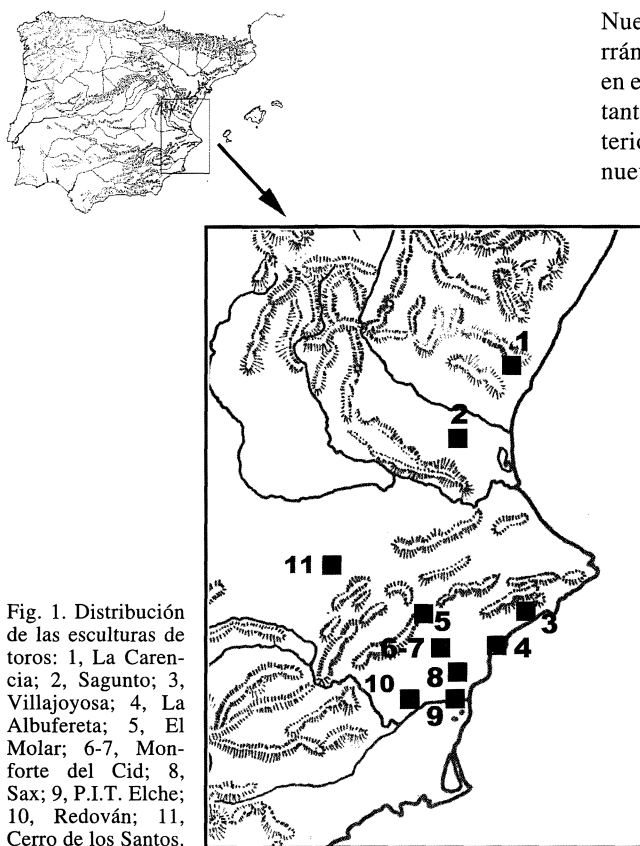 Nue
rrán
en e
tant
terio
nuev
1
2
11
3
5
6-7
4
8
10
9
Fig. 1. Distribución
de las esculturas de
toros: 1, La Caren-
cia; 2, Sagunto; 3,
Villajoyosa; 4, La
Albufereta; 5, El
Molar; 6-7, Mon-
forte del Cid; 8,
Sax; 9, P.I.T. Elche;
10, Redován; 11,
Cerro de los Santos.